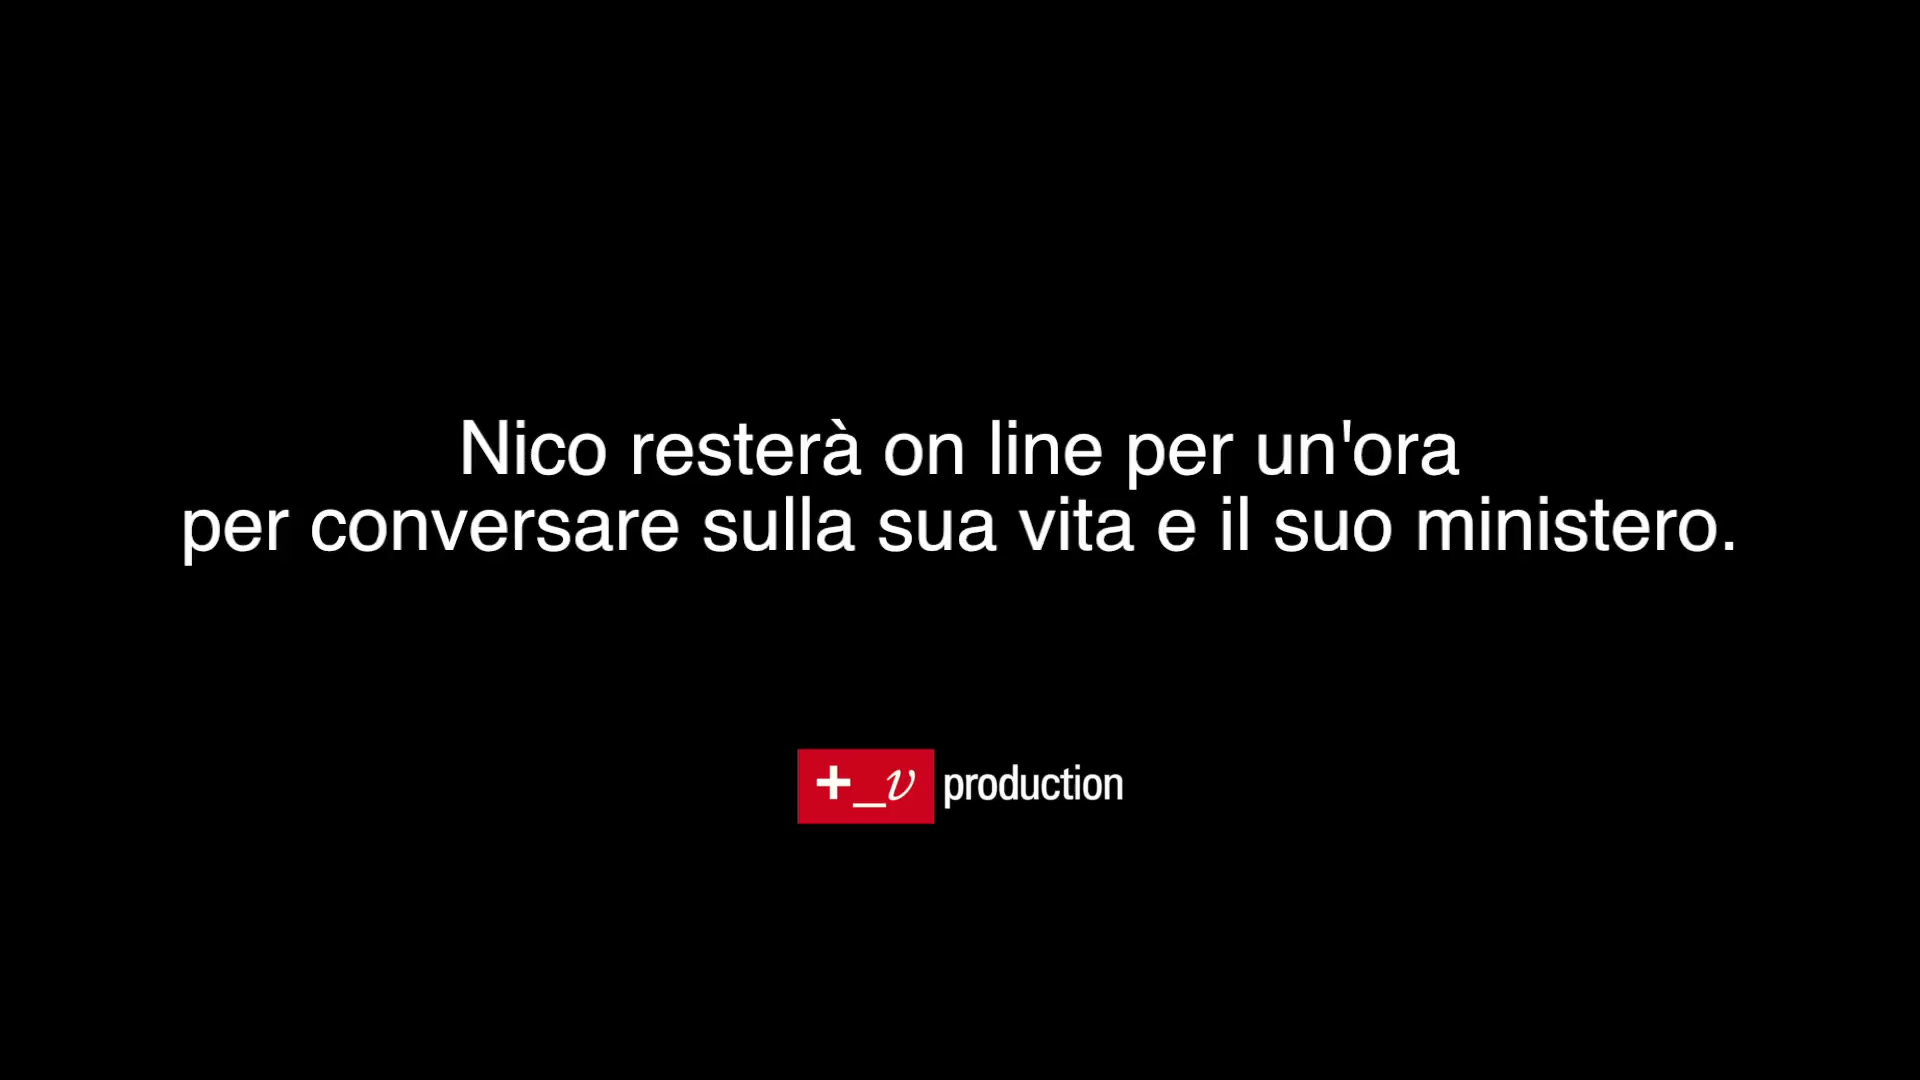 Nico resterà on line per un'ora
per conversare sulla sua vita e il suo ministero.
+_v production